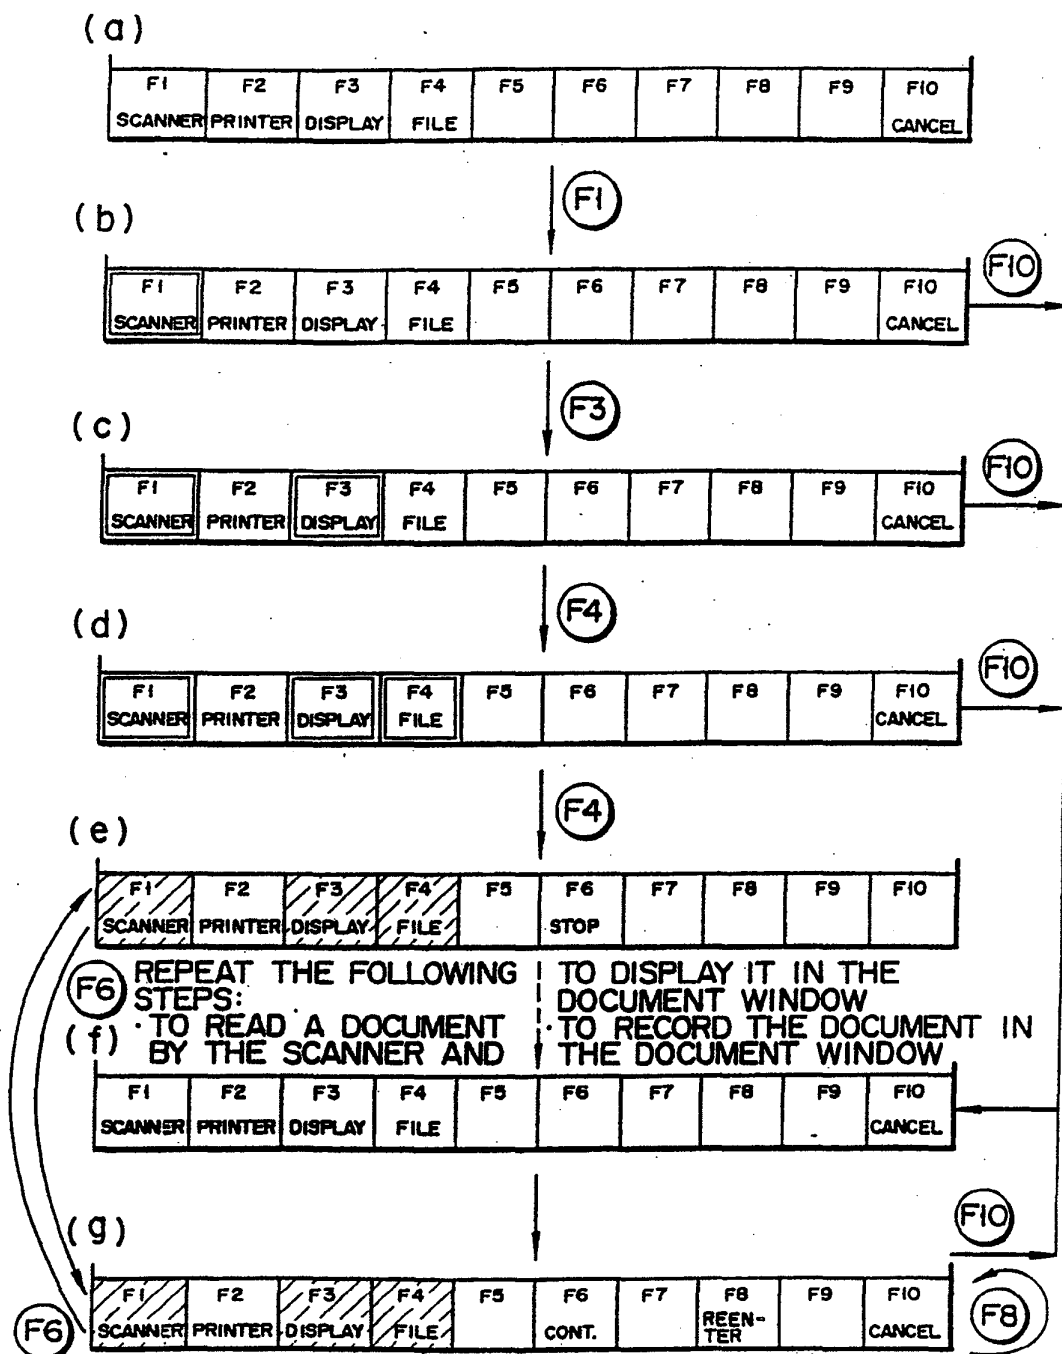 (a)
F1 F2 F3 F4 F5 F6 F7 F8 F9 F10
SCANNER PRINTER DISPLAY FILE CANCEL
F1
(b)
F10
F1 F2 F3 F4 F5 F6 F7 F8 F9 F10
SCANNER PRINTER DISPLAY FILE CANCEL
F3
(c)
F10
F1 F2 F3 F4 F5 F6 F7 F8 F9 F10
SCANNER PRINTER DISPLAY FILE CANCEL
F4
(d)
F10
F1 F2 F3 F4 F5 F6 F7 F8 F9 F10
SCANNER PRINTER DISPLAY FILE CANCEL
F4
(e)
F1 F2 F3 F4 F5 F6 F7 F8 F9 F10
SCANNER PRINTER DISPLAY FILE STOP
F6
REPEAT THE FOLLOWING
STEPS:
· TO READ A DOCUMENT
BY THE SCANNER AND
TO DISPLAY IT IN THE
DOCUMENT WINDOW
· TO RECORD THE DOCUMENT IN
THE DOCUMENT WINDOW
(f)
F1 F2 F3 F4 F5 F6 F7 F8 F9 F10
SCANNER PRINTER DISPLAY FILE CANCEL
(g)
F10
F1 F2 F3 F4 F5 F6 F7 F8 F9 F10
SCANNER PRINTER DISPLAY FILE CONT. REEN-
TER CANCEL
F6
F8